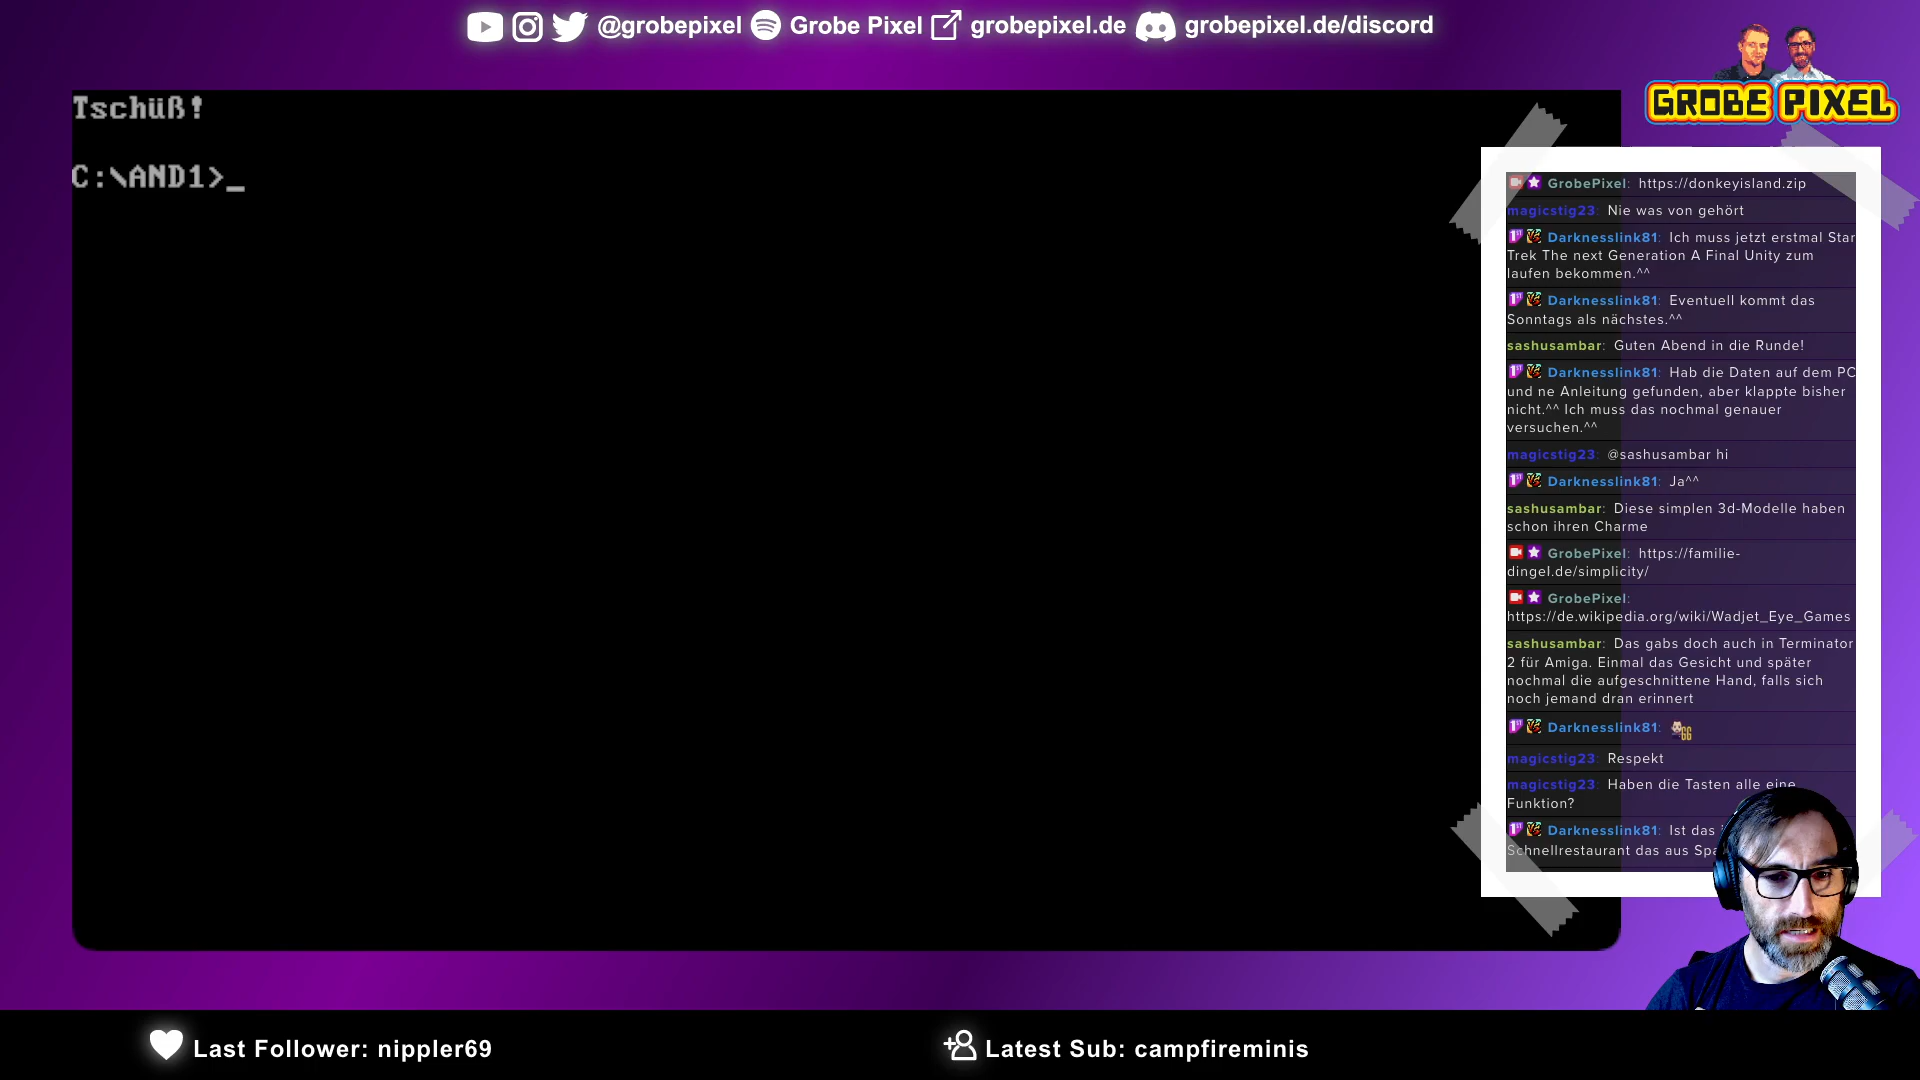 @grobepixel Grobe Pixel grobepixel.de grobepixel.de/discord
GROBE PIXEL
Tschüß!
C:\AND1>_
GrobePixel: https://donkeyisland.zip
magicstig23: Nie was von gehört
Darknesslink81: Ich muss jetzt erstmal Star
Trek The next Generation A Final Unity zum
laufen bekommen.^^
Darknesslink81: Eventuell kommt das
Sonntags als nächstes.^^
sashusambar: Guten Abend in die Runde!
Darknesslink81: Hab die Daten auf dem PC
und ne Anleitung gefunden, aber klappte bisher
nicht.^^ Ich muss das nochmal genauer
versuchen.^^
magicstig23: @sashusambar hi
Darknesslink81: Ja^^
sashusambar: Diese simplen 3d-Modelle haben
schon ihren Charme
GrobePixel: https://familie-
dingel.de/simplicity/
GrobePixel:
https://de.wikipedia.org/wiki/Wadjet_Eye_Games
sashusambar: Das gabs doch auch in Terminator
2 für Amiga. Einmal das Gesicht und später
nochmal die aufgeschnittene Hand, falls sich
noch jemand dran erinnert
Darknesslink81: GG
magicstig23: Respekt
magicstig23: Haben die Tasten alle eine
Funktion?
Darknesslink81: Ist das
Schnellrestaurant das aus
Last Follower: nippler69
Latest Sub: campfireminis